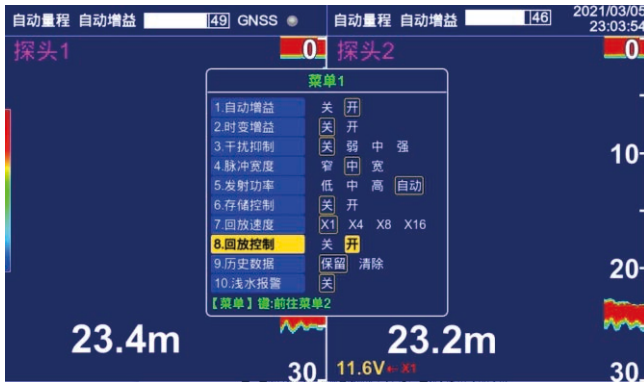 自动量程 自动增益 49 GNSS
自动量程 自动增益 46 2021/03/05
23:03:54
探头1 0
探头2 0
菜单1
1.自动增益 关 开
2.时变增益 关 开
3.干扰抑制 关 弱 中 强
4.脉冲宽度 窄 中 宽
5.发射功率 低 中 高 自动
6.存储控制 关 开
7.回放速度 X1 X4 X8 X16
8.回放控制 关 开
9.历史数据 保留 清除
10.浅水报警 关
【菜单】键:前往菜单2
10
20
23.4m
30
23.2m
11.6V X1
30